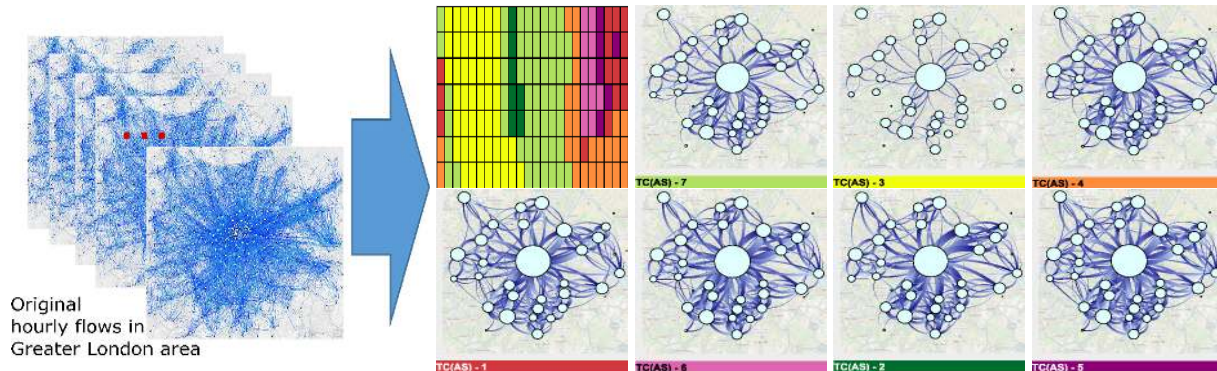 Original
hourly flows in
Greater London area
TC(AS) - 7
TC(AS) - 3
TC(AS) - 4
TC(AS) - 1
TC(AS) - 6
TC(AS) - 2
TC(AS) - 5